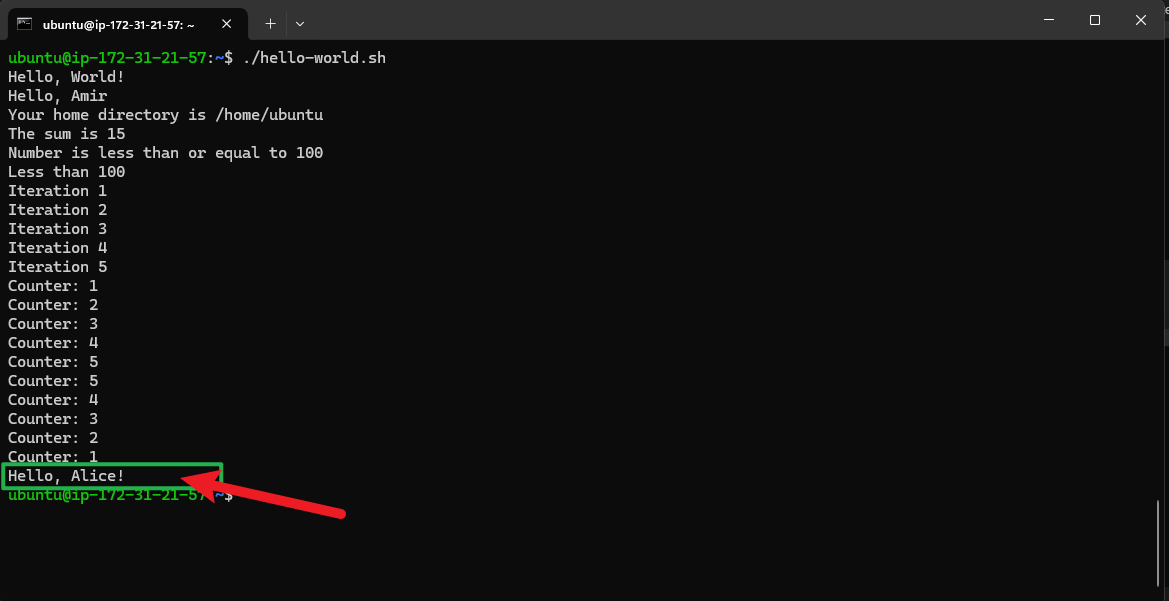 ubuntu@ip-172-31-21-57: ~
ubuntu@ip-172-31-21-57:~$ ./hello-world.sh
Hello, World!
Hello, Amir
Your home directory is /home/ubuntu
The sum is 15
Number is less than or equal to 100
Less than 100
Iteration 1
Iteration 2
Iteration 3
Iteration 4
Iteration 5
Counter: 1
Counter: 2
Counter: 3
Counter: 4
Counter: 5
Counter: 5
Counter: 4
Counter: 3
Counter: 2
Counter: 1
Hello, Alice!
ubuntu@ip-172-31-21-57:~$